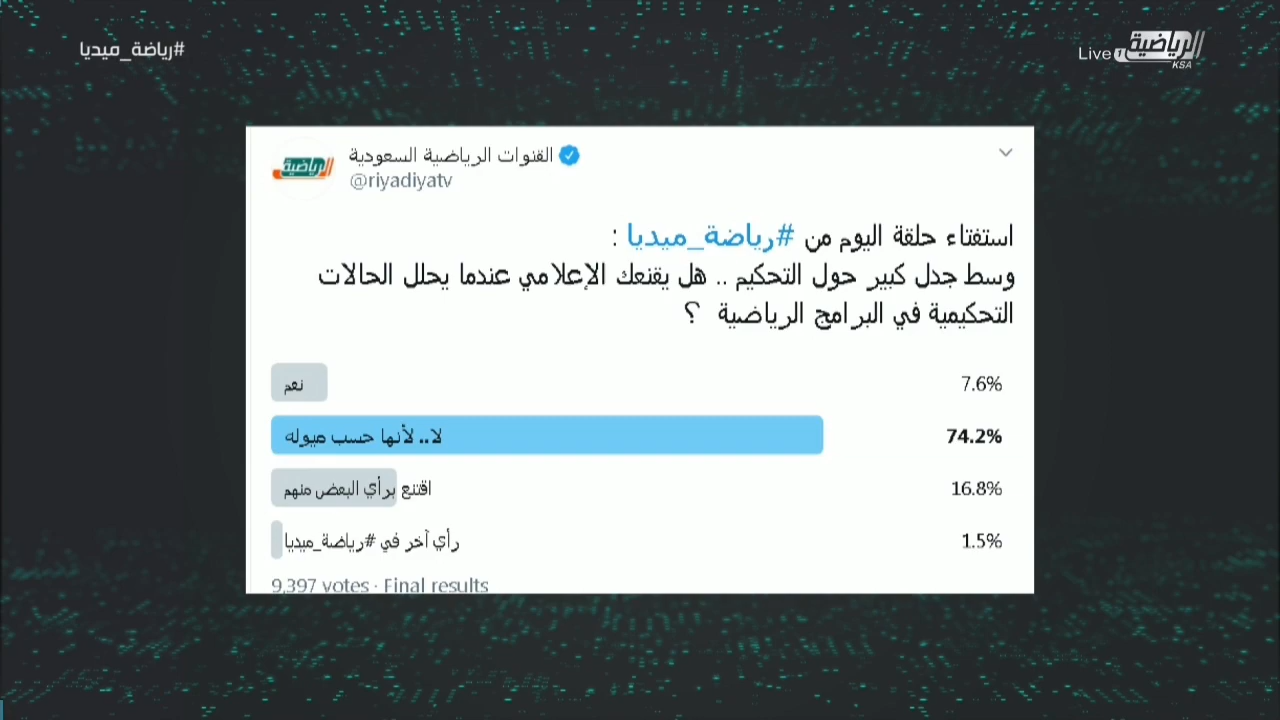 #رياضة_ميديا
Live 1 الرياضية
KSA
الرياضية
القنوات الرياضية السعودية
@riyadiyatv
استفتاء حلقة اليوم من #رياضة_ميديا :
وسط جدل كبير حول التحكيم .. هل يقنعك الإعلامي عندما يحلل الحالات
التحكيمية في البرامج الرياضية ؟
نعم 7.6%
لا.. لأنها حسب ميوله 74.2%
اقتنع برأي البعض منهم 16.8%
رأي آخر في #رياضة_ميديا 1.5%
9,397 votes · Final results